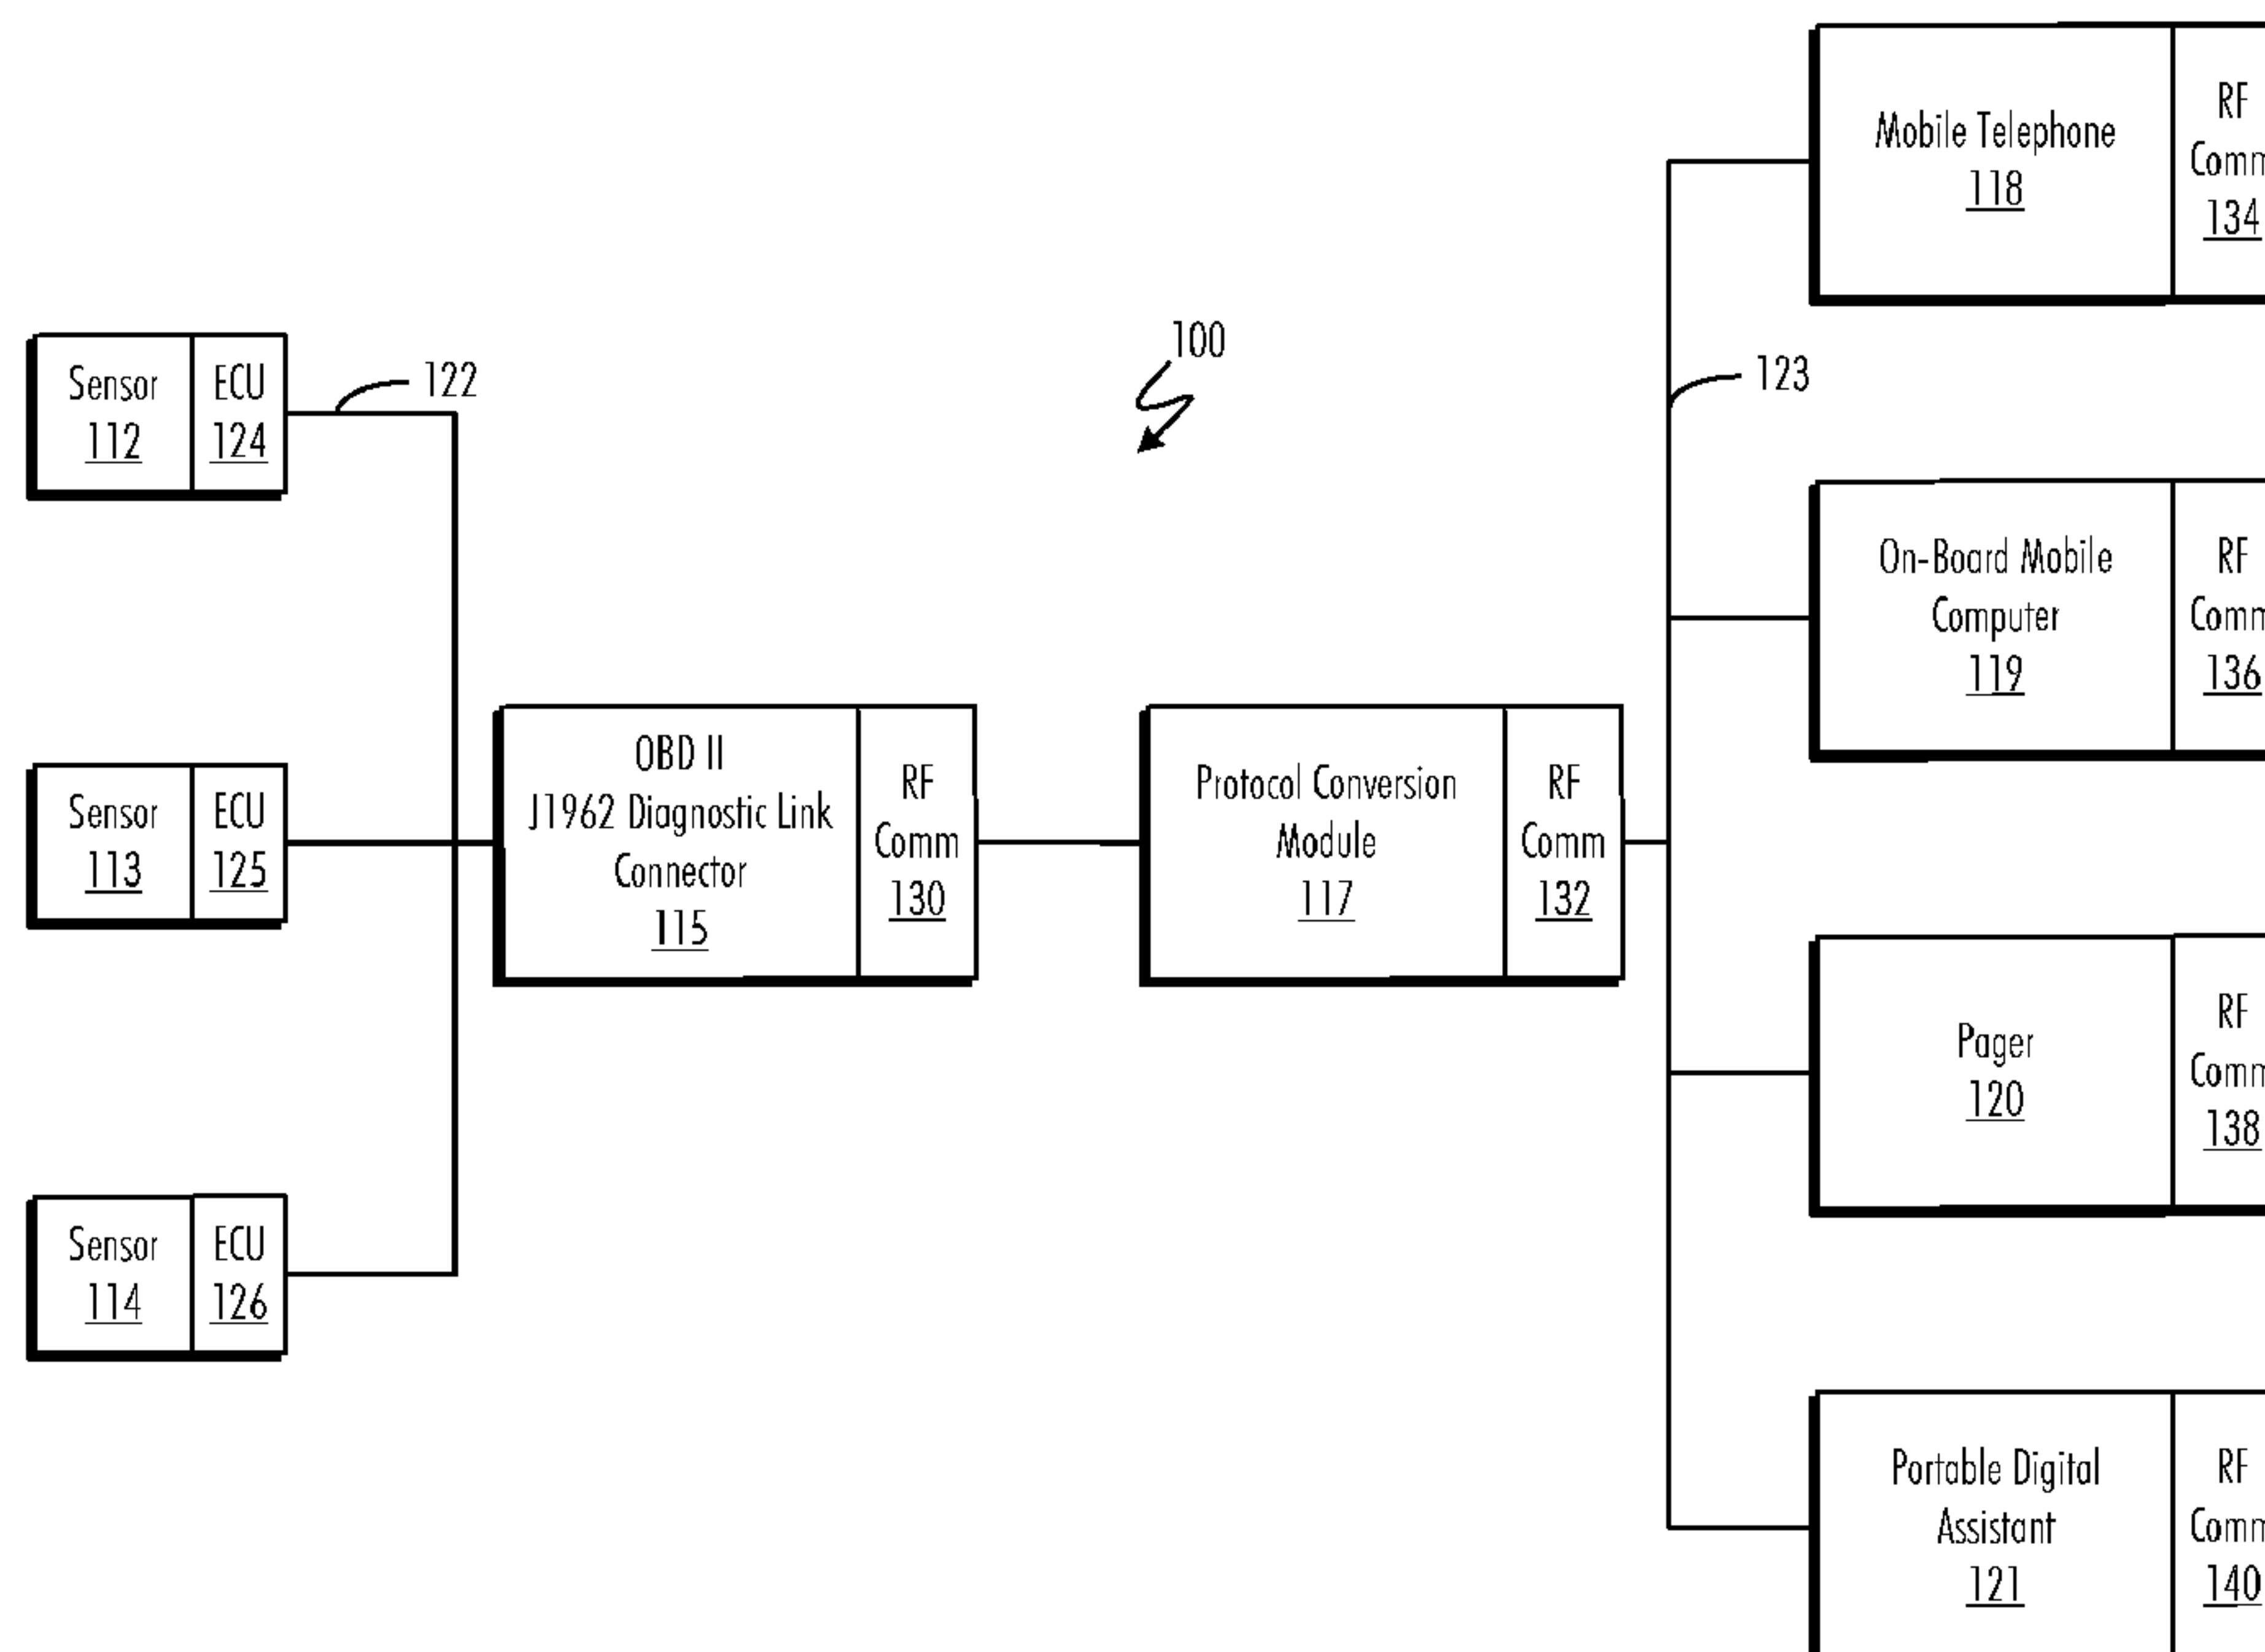 Mobile Telephone
118
RF
Comm
134
100
122
123
Sensor
112
ECU
124
On-Board Mobile
Computer
119
RF
Comm
136
Sensor
113
ECU
125
OBD II
J1962 Diagnostic Link
Connector
115
RF
Comm
130
Protocol Conversion
Module
117
RF
Comm
132
Pager
120
RF
Comm
138
Sensor
114
ECU
126
Portable Digital
Assistant
121
RF
Comm
140